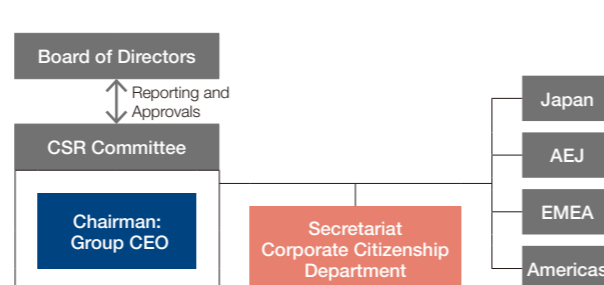 Board of Directors
Reporting and
Approvals
CSR Committee
Chairman:
Group CEO
Secretariat
Corporate Citizenship
Department
Japan
AEJ
EMEA
Americas